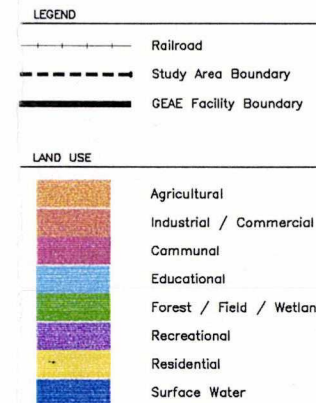 LEGEND
Railroad
Study Area Boundary
GEAE Facility Boundary
LAND USE
Agricultural
Industrial / Commercial
Communal
Educational
Forest / Field / Wetlan
Recreational
Residential
Surface Water